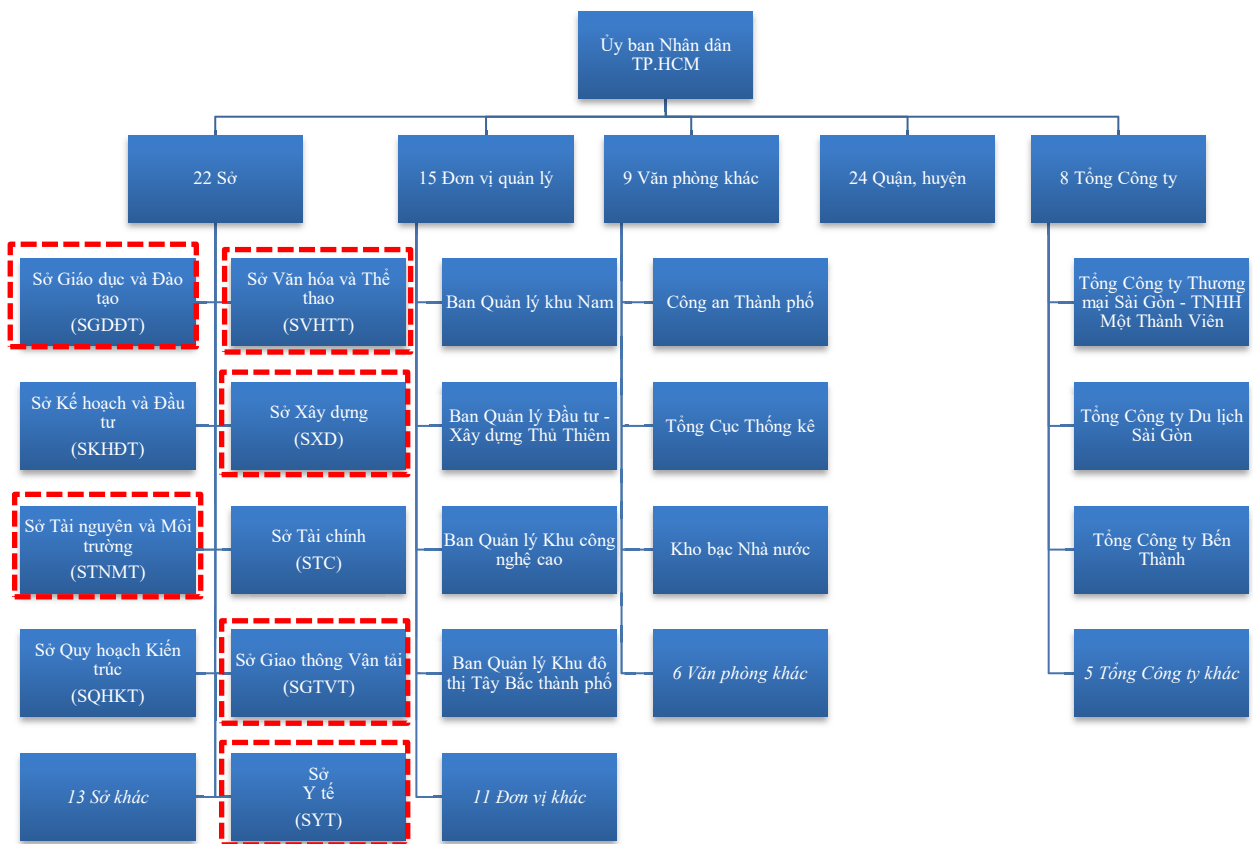 Ủy ban Nhân dân
TP.HCM
22 Sở
15 Đơn vị quản lý
9 Văn phòng khác
24 Quận, huyện
8 Tổng Công ty
Sở Giáo dục và Đào
tạo
(SGDĐT)
Sở Văn hóa và Thể
thao
(SVHTT)
Ban Quản lý khu Nam
Công an Thành phố
Tổng Công ty Thương
mại Sài Gòn - TNHH
Một Thành Viên
Sở Kế hoạch và Đầu
tư
(SKHĐT)
Sở Xây dựng
(SXD)
Ban Quản lý Đầu tư -
Xây dựng Thủ Thiêm
Tổng Cục Thống kê
Tổng Công ty Du lịch
Sài Gòn
Sở Tài nguyên và Môi
trường
(STNMT)
Sở Tài chính
(STC)
Ban Quản lý Khu công
nghệ cao
Kho bạc Nhà nước
Tổng Công ty Bến
Thành
Sở Quy hoạch Kiến
trúc
(SQHKT)
Sở Giao thông Vận tải
(SGTVT)
Ban Quản lý Khu đô
thị Tây Bắc thành phố
6 Văn phòng khác
5 Tổng Công ty khác
13 Sở khác
Sở
Y tế
(SYT)
11 Đơn vị khác